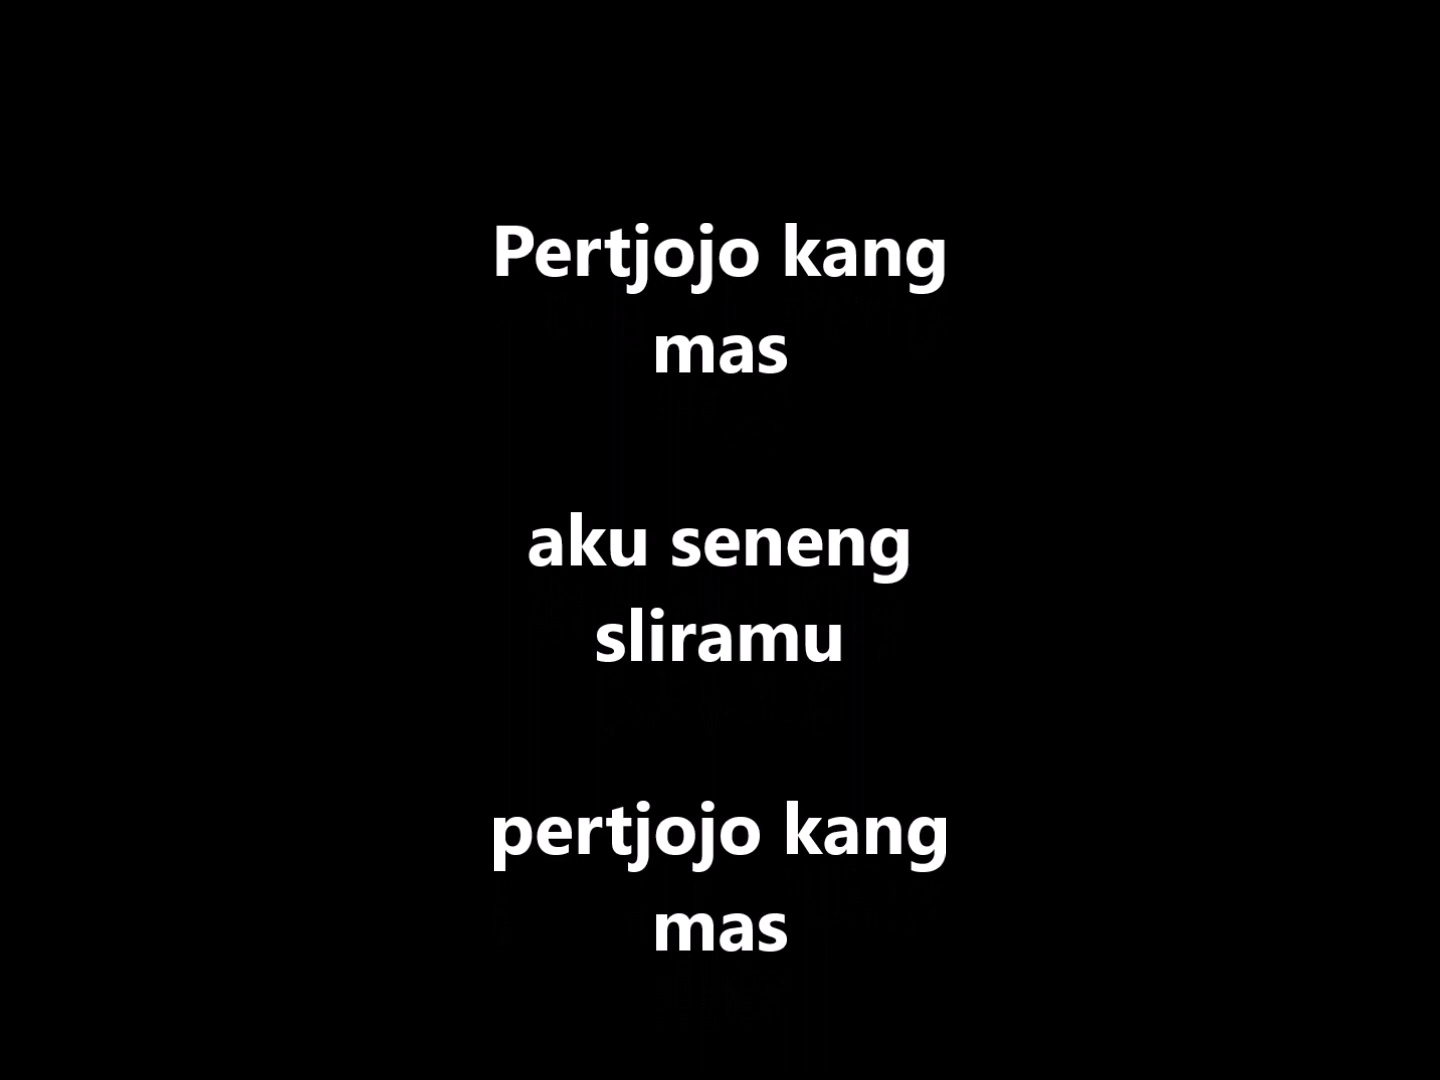 Pertjojo kang
mas
aku seneng
sliramu
pertjojo kang
mas